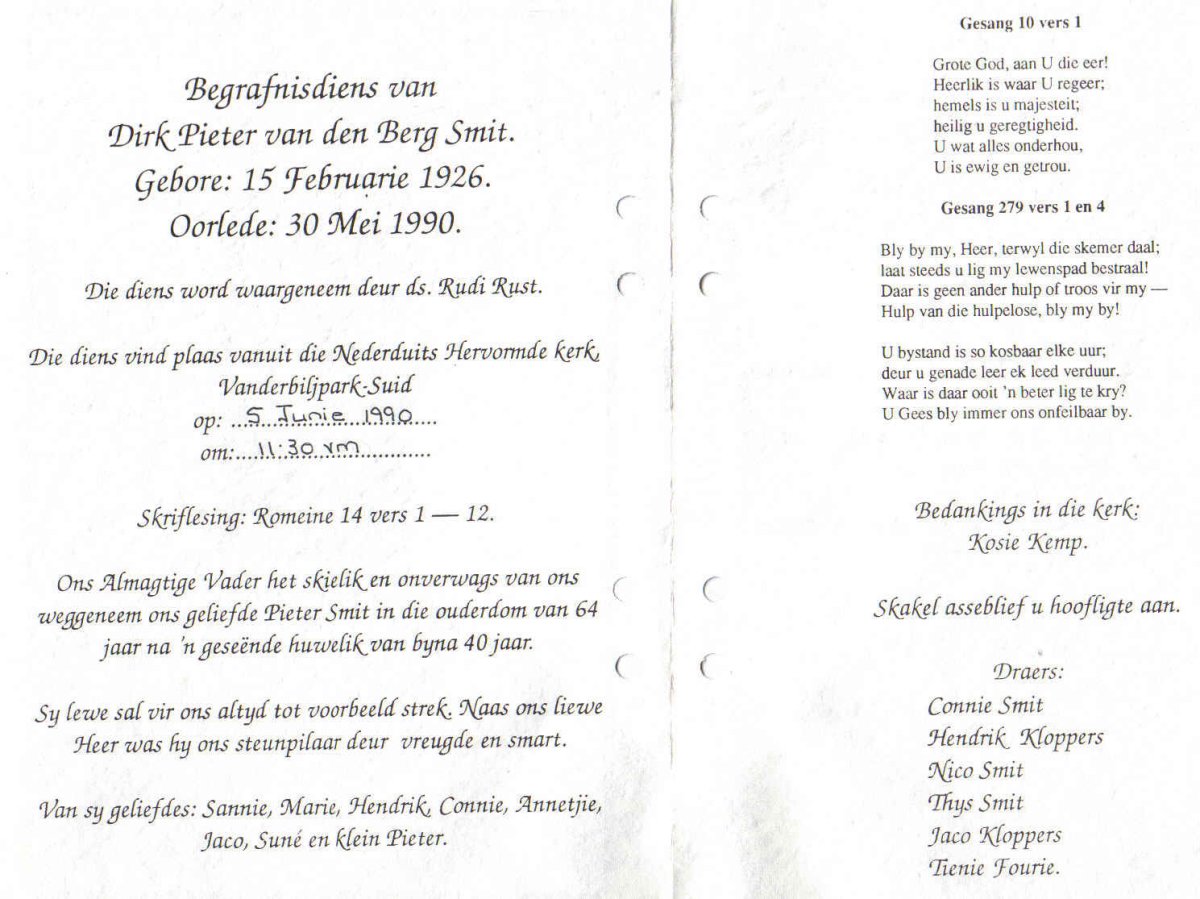 Begrafnisdiens van
Dirk Pieter van den Berg Smit.
Gebore: 15 Februarie 1926.
Oorlede: 30 Mei 1990.
Die diens word waargeneem deur ds. Rudi Rust.
Die diens vind plaas vanuit die Nederduits Hervormde kerk,
Vanderbiljpark-Suid
op: ...5 Junie 1990....
om:....11:30 vm............
Skriflesing: Romeine 14 vers 1 — 12.
Ons Almagtige Vader het skielik en onverwags van ons
weggeneem ons geliefde Pieter Smit in die ouderdom van 64
jaar na 'n geseënde huwelik van byna 40 jaar.
Sy lewe sal vir ons altyd tot voorbeeld strek. Naas ons liewe
Heer was hy ons steunpilaar deur vreugde en smart.
Van sy geliefdes: Sannie, Marie, Hendrik, Connie, Annetjie,
Jaco, Suné en klein Pieter.
Gesang 10 vers 1
Grote God, aan U die eer!
Heerlik is waar U regeer;
hemels is u majesteit;
heilig u geregtigheid.
U wat alles onderhou,
U is ewig en getrou.
Gesang 279 vers 1 en 4
Bly by my, Heer, terwyl die skemer daal;
laat steeds u lig my lewenspad bestraal!
Daar is geen ander hulp of troos vir my —
Hulp van die hulpelose, bly my by!
U bystand is so kosbaar elke uur;
deur u genade leer ek leed verduur.
Waar is daar ooit 'n beter lig te kry?
U Gees bly immer ons onfeilbaar by.
Bedankings in die kerk:
Kosie Kemp.
Skakel asseblief u hoofligte aan.
Draers:
Connie Smit
Hendrik Kloppers
Nico Smit
Thys Smit
Jaco Kloppers
Tienie Fourie.